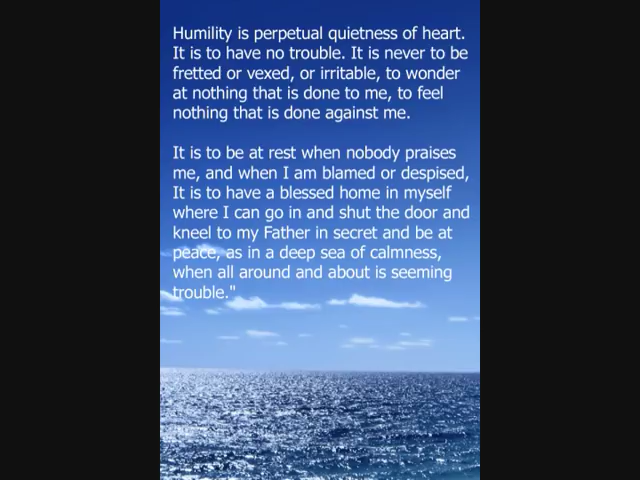 Humility is perpetual quietness of heart.
It is to have no trouble. It is never to be
fretted or vexed, or irritable, to wonder
at nothing that is done to me, to feel
nothing that is done against me.
It is to be at rest when nobody praises
me, and when I am blamed or despised,
It is to have a blessed home in myself
where I can go in and shut the door and
kneel to my Father in secret and be at
peace, as in a deep sea of calmness,
when all around and about is seeming
trouble."